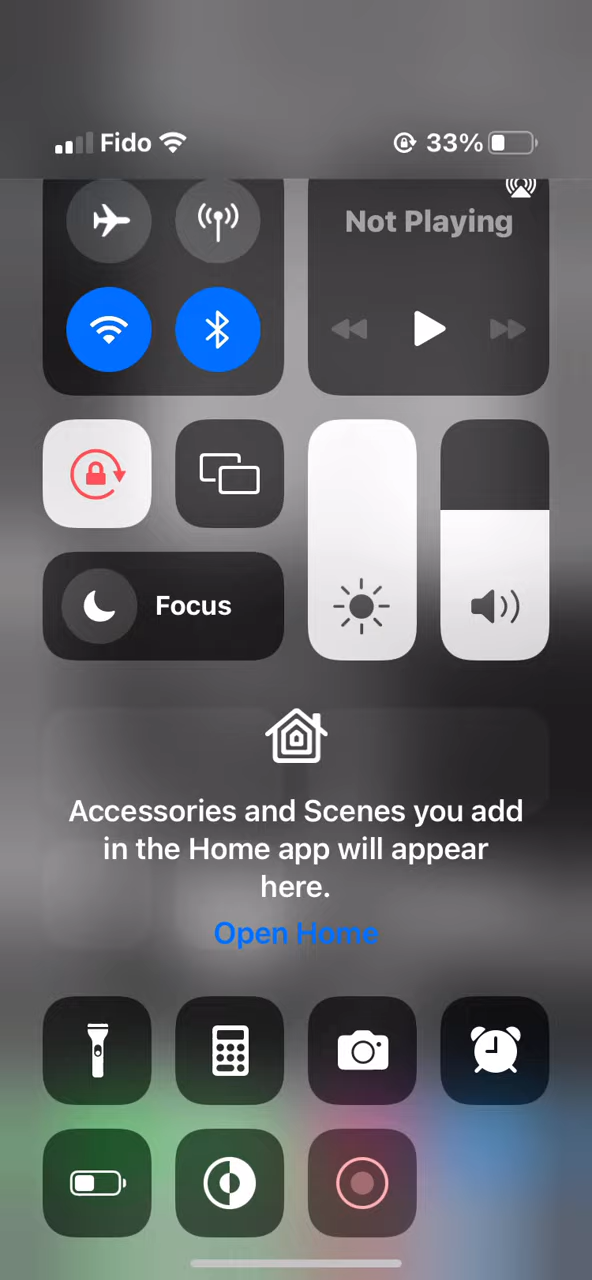 Fido 33%
Not Playing
Focus
Accessories and Scenes you add
in the Home app will appear
here.
Open Home